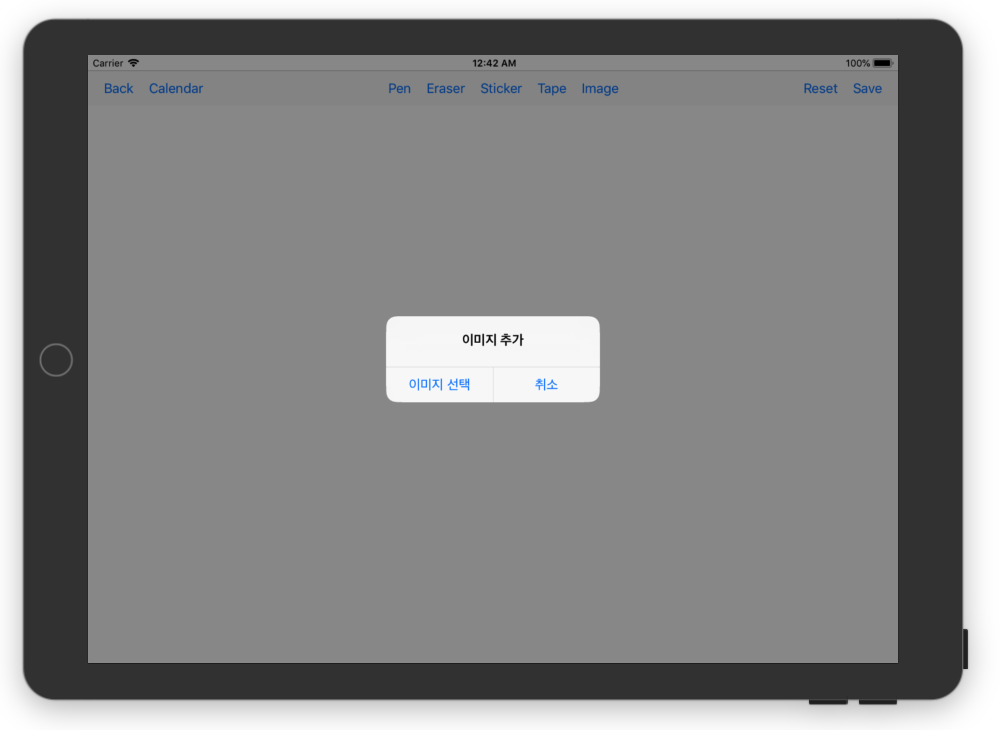 Carrier 12:42 AM 100%
Back Calendar Pen Eraser Sticker Tape Image Reset Save
이미지 추가
이미지 선택 취소